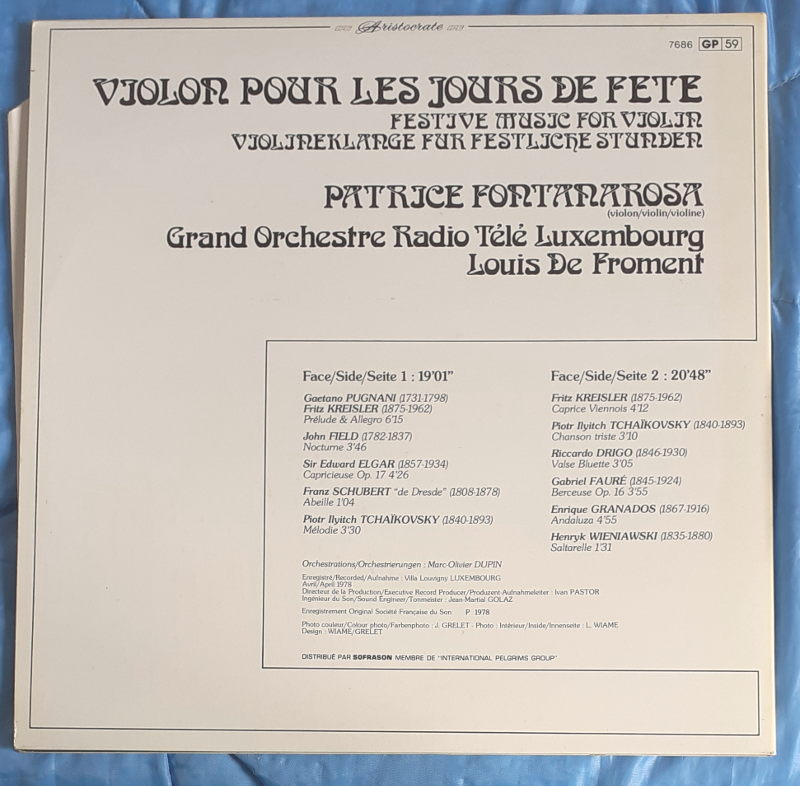 Aristocrate
7686 GP 59
VIOLON POUR LES JOURS DE FETE
FESTIVE MUSIC FOR VIOLIN
VIOLINEKLANGE FUR FESTLICHE STUNDEN
PATRICE FONTANAROSA
(violon/violin/violine)
Grand Orchestre Radio Télé Luxembourg
Louis De Froment
Face/Side/Seite 1 : 19'01"
Gaetano PUGNANI (1731-1798)
Fritz KREISLER (1875-1962)
Prélude & Allegro 6'15
John FIELD (1782-1837)
Nocturne 3'46
Sir Edward ELGAR (1857-1934)
Capricieuse Op. 17 4'26
Franz SCHUBERT "de Dresde" (1808-1878)
Abeille 1'04
Piotr Ilyitch TCHAÏKOVSKY (1840-1893)
Mélodie 3'30
Face/Side/Seite 2 : 20'48"
Fritz KREISLER (1875-1962)
Caprice Viennois 4'12
Piotr Ilyitch TCHAÏKOVSKY (1840-1893)
Chanson triste 3'10
Riccardo DRIGO (1846-1930)
Valse Bluette 3'05
Gabriel FAURÉ (1845-1924)
Berceuse Op. 16 3'55
Enrique GRANADOS (1867-1916)
Andaluza 4'55
Henryk WIENIAWSKI (1835-1880)
Saltarelle 1'31
Orchestrations/Orchestrierungen : Marc-Olivier DUPIN
Enregistré/Recorded/Aufnahme : Villa Louvigny LUXEMBOURG
Avril/April 1978
Directeur de la Production/Executive Record Producer/Produzent-Aufnahmeleiter : Ivan PASTOR
Ingénieur du Son/Sound Engineer/Tonmeister : Jean-Martial GOLAZ
Enregistrement Original Société Française du Son P 1978
Photo couleur/Colour photo/Farbenphoto : J. GRELET - Photo : Intérieur/Inside/Innenseite : L. WIAME
Design : WIAME/GRELET
DISTRIBUÉ PAR SOFRASON MEMBRE DE "INTERNATIONAL PELGRIMS GROUP"